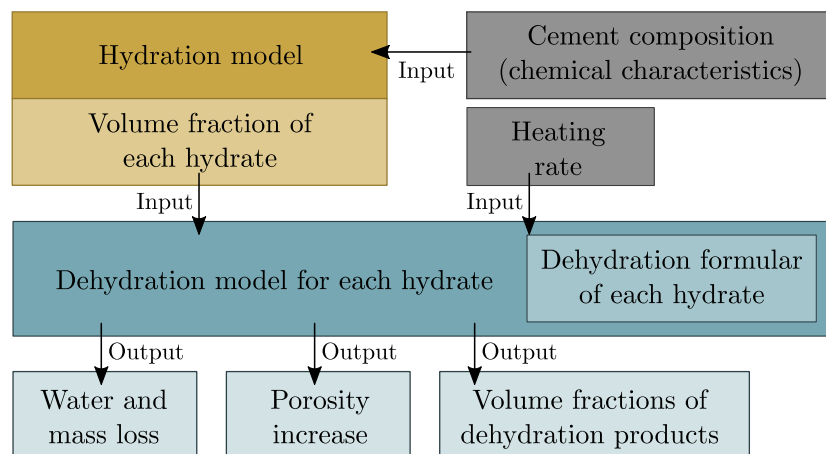 Hydration model
Input
Cement composition
(chemical characteristics)
Volume fraction of
each hydrate
Heating
rate
Input
Input
Dehydration model for each hydrate
Dehydration formular
of each hydrate
Output
Output
Output
Water and
mass loss
Porosity
increase
Volume fractions of
dehydration products